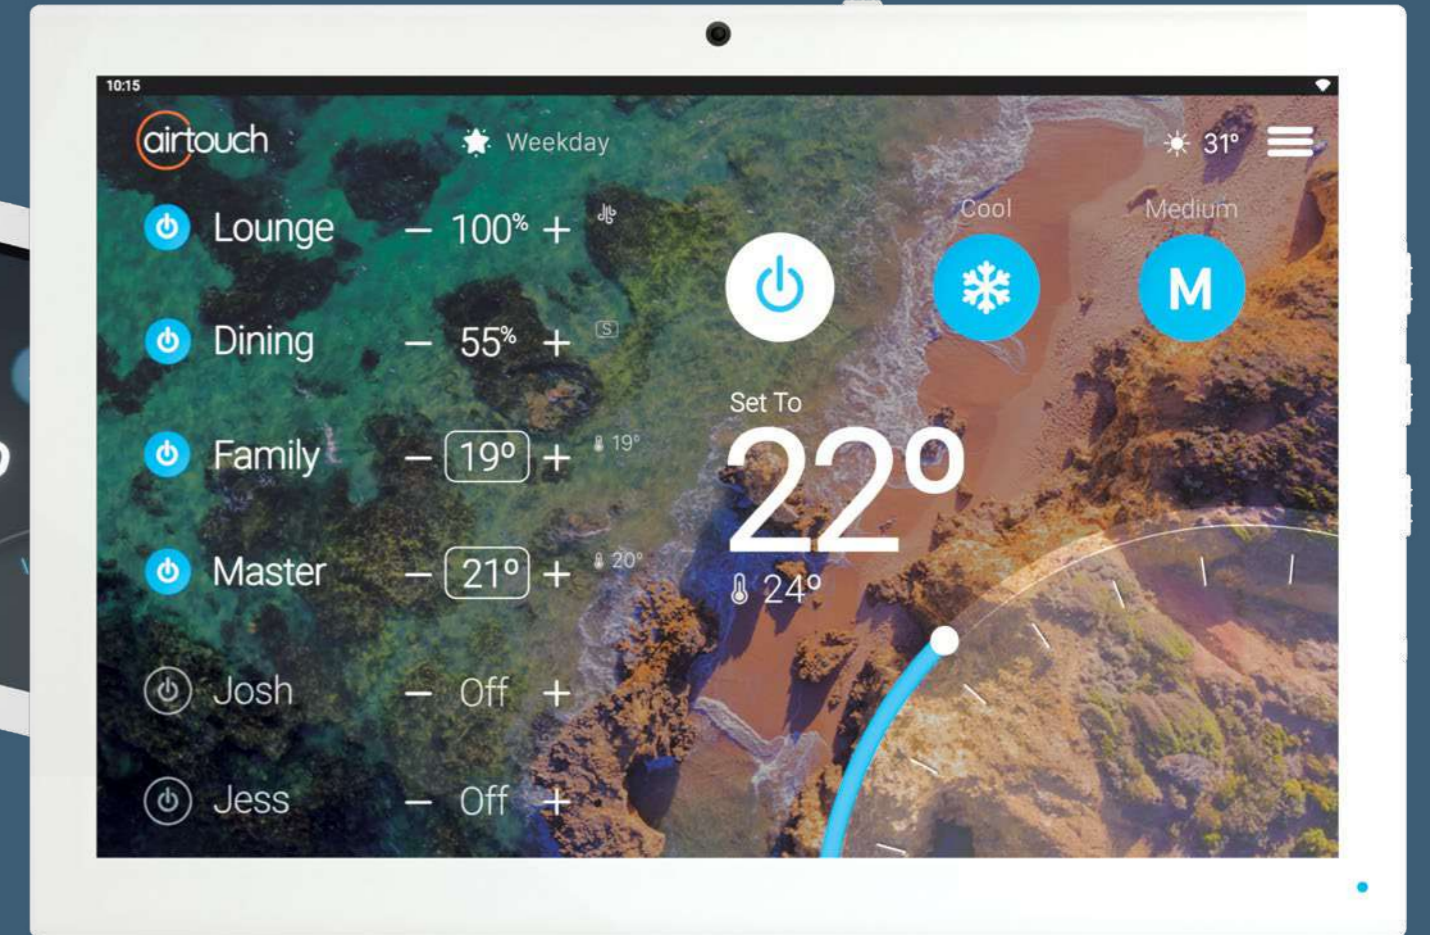 10:15
airtouch
Weekday
31°
Lounge − 100% +
Dining − 55% + S
Family − 19° + 19°
Master − 21° + 20°
Josh − Off +
Jess − Off +
Cool
Medium
M
Set To
22°
24°